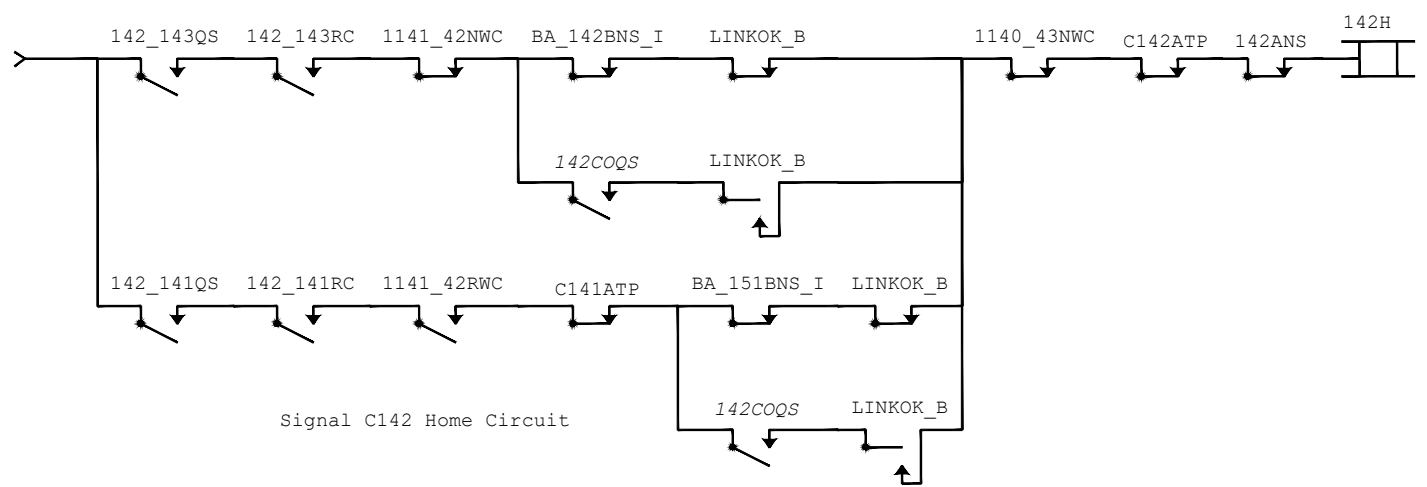 142H
142_143QS 142_143RC 1141_42NWC BA_142BNS_I LINKOK_B 1140_43NWC C142ATP 142ANS
142COQS LINKOK_B
142_141QS 142_141RC 1141_42RWC C141ATP BA_151BNS_I LINKOK_B
142COQS LINKOK_B
Signal C142 Home Circuit